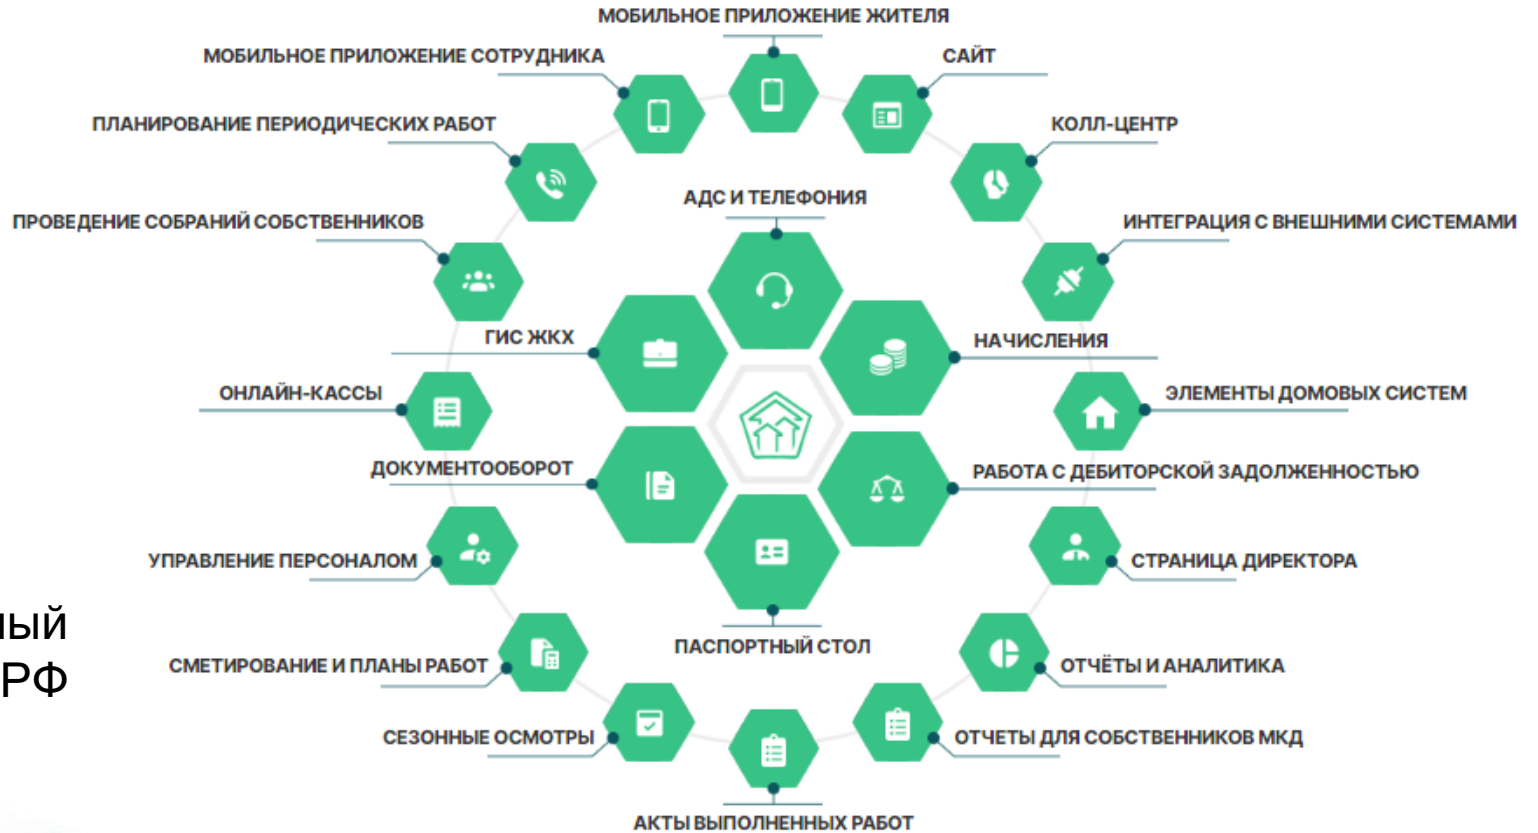 МОБИЛЬНОЕ ПРИЛОЖЕНИЕ ЖИТЕЛЯ
МОБИЛЬНОЕ ПРИЛОЖЕНИЕ СОТРУДНИКА
САЙТ
ПЛАНИРОВАНИЕ ПЕРИОДИЧЕСКИХ РАБОТ
КОЛЛ-ЦЕНТР
АДС И ТЕЛЕФОНИЯ
ПРОВЕДЕНИЕ СОБРАНИЙ СОБСТВЕННИКОВ
ИНТЕГРАЦИЯ С ВНЕШНИМИ СИСТЕМАМИ
ГИС ЖКХ
НАЧИСЛЕНИЯ
ОНЛАЙН-КАССЫ
ЭЛЕМЕНТЫ ДОМОВЫХ СИСТЕМ
ДОКУМЕНТООБОРОТ
РАБОТА С ДЕБИТОРСКОЙ ЗАДОЛЖЕННОСТЬЮ
УПРАВЛЕНИЕ ПЕРСОНАЛОМ
СТРАНИЦА ДИРЕКТОРА
ПАСПОРТНЫЙ СТОЛ
СМЕТИРОВАНИЕ И ПЛАНЫ РАБОТ
ОТЧЁТЫ И АНАЛИТИКА
РФ
СЕЗОННЫЕ ОСМОТРЫ
ОТЧЕТЫ ДЛЯ СОБСТВЕННИКОВ МКД
АКТЫ ВЫПОЛНЕННЫХ РАБОТ